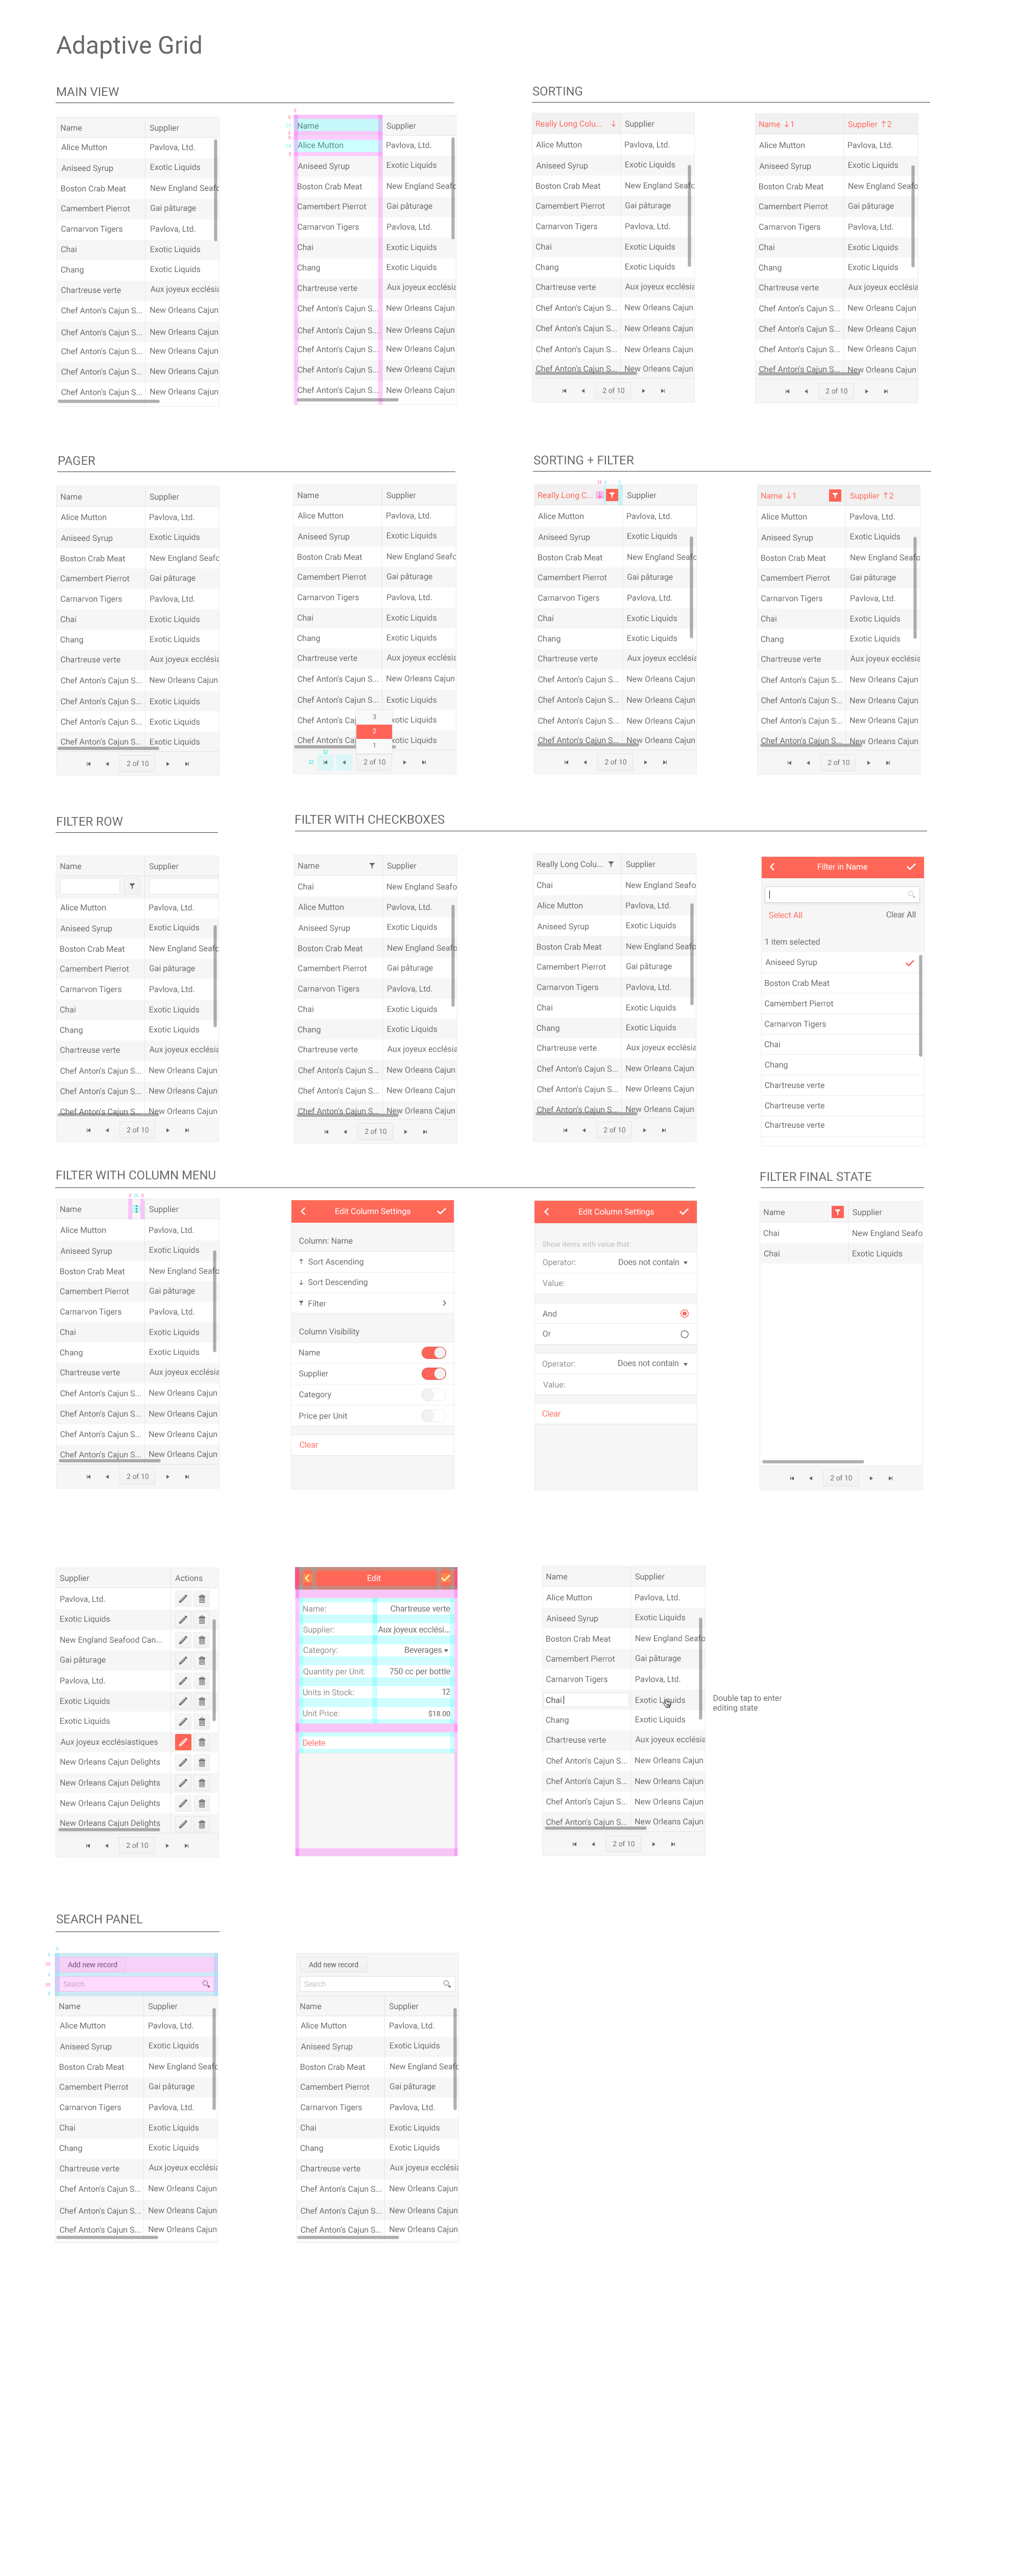 Adaptive Grid
MAIN VIEW
Name Supplier
Alice Mutton Pavlova, Ltd.
Aniseed Syrup Exotic Liquids
Boston Crab Meat New England Seafo
Camembert Pierrot Gai pâturage
Carnarvon Tigers Pavlova, Ltd.
Chai Exotic Liquids
Chang Exotic Liquids
Chartreuse verte Aux joyeux ecclésia
Chef Anton's Cajun S... New Orleans Cajun
Chef Anton's Cajun S... New Orleans Cajun
Chef Anton's Cajun S... New Orleans Cajun
Chef Anton's Cajun S... New Orleans Cajun
Chef Anton's Cajun S... New Orleans Cajun
Name Supplier
Alice Mutton Pavlova, Ltd.
Aniseed Syrup Exotic Liquids
Boston Crab Meat New England Seafo
Camembert Pierrot Gai pâturage
Carnarvon Tigers Pavlova, Ltd.
Chai Exotic Liquids
Chang Exotic Liquids
Chartreuse verte Aux joyeux ecclésia
Chef Anton's Cajun S... New Orleans Cajun
Chef Anton's Cajun S... New Orleans Cajun
Chef Anton's Cajun S... New Orleans Cajun
Chef Anton's Cajun S... New Orleans Cajun
Chef Anton's Cajun S... New Orleans Cajun
SORTING
Really Long Colu... ↓ Supplier
Alice Mutton Pavlova, Ltd.
Aniseed Syrup Exotic Liquids
Boston Crab Meat New England Seafo
Camembert Pierrot Gai pâturage
Carnarvon Tigers Pavlova, Ltd.
Chai Exotic Liquids
Chang Exotic Liquids
Chartreuse verte Aux joyeux ecclésia
Chef Anton's Cajun S... New Orleans Cajun
Chef Anton's Cajun S... New Orleans Cajun
Chef Anton's Cajun S... New Orleans Cajun
Chef Anton's Cajun S... New Orleans Cajun
2 of 10
Name ↓1 Supplier ↑2
Alice Mutton Pavlova, Ltd.
Aniseed Syrup Exotic Liquids
Boston Crab Meat New England Seafo
Camembert Pierrot Gai pâturage
Carnarvon Tigers Pavlova, Ltd.
Chai Exotic Liquids
Chang Exotic Liquids
Chartreuse verte Aux joyeux ecclésia
Chef Anton's Cajun S... New Orleans Cajun
Chef Anton's Cajun S... New Orleans Cajun
Chef Anton's Cajun S... New Orleans Cajun
Chef Anton's Cajun S... New Orleans Cajun
2 of 10
PAGER
Name Supplier
Alice Mutton Pavlova, Ltd.
Aniseed Syrup Exotic Liquids
Boston Crab Meat New England Seafo
Camembert Pierrot Gai pâturage
Carnarvon Tigers Pavlova, Ltd.
Chai Exotic Liquids
Chang Exotic Liquids
Chartreuse verte Aux joyeux ecclésia
Chef Anton's Cajun S... New Orleans Cajun
Chef Anton's Cajun S... Exotic Liquids
Chef Anton's Cajun S... Exotic Liquids
Chef Anton's Cajun S... Exotic Liquids
2 of 10
Name Supplier
Alice Mutton Pavlova, Ltd.
Aniseed Syrup Exotic Liquids
Boston Crab Meat New England Seafo
Camembert Pierrot Gai pâturage
Carnarvon Tigers Pavlova, Ltd.
Chai Exotic Liquids
Chang Exotic Liquids
Chartreuse verte Aux joyeux ecclésia
Chef Anton's Cajun S... New Orleans Cajun
Chef Anton's Cajun S... Exotic Liquids
3
Chef Anton's Caj xotic Liquids
2
Chef Anton's Caj xotic Liquids
1
2 of 10
SORTING + FILTER
Really Long C... ↓ Supplier
Alice Mutton Pavlova, Ltd.
Aniseed Syrup Exotic Liquids
Boston Crab Meat New England Seafo
Camembert Pierrot Gai pâturage
Carnarvon Tigers Pavlova, Ltd.
Chai Exotic Liquids
Chang Exotic Liquids
Chartreuse verte Aux joyeux ecclésia
Chef Anton's Cajun S... New Orleans Cajun
Chef Anton's Cajun S... New Orleans Cajun
Chef Anton's Cajun S... New Orleans Cajun
Chef Anton's Cajun S... New Orleans Cajun
2 of 10
Name ↓1 Supplier ↑2
Alice Mutton Pavlova, Ltd.
Aniseed Syrup Exotic Liquids
Boston Crab Meat New England Seafo
Camembert Pierrot Gai pâturage
Carnarvon Tigers Pavlova, Ltd.
Chai Exotic Liquids
Chang Exotic Liquids
Chartreuse verte Aux joyeux ecclésia
Chef Anton's Cajun S... New Orleans Cajun
Chef Anton's Cajun S... New Orleans Cajun
Chef Anton's Cajun S... New Orleans Cajun
Chef Anton's Cajun S... New Orleans Cajun
2 of 10
FILTER ROW
Name Supplier
Alice Mutton Pavlova, Ltd.
Aniseed Syrup Exotic Liquids
Boston Crab Meat New England Seafo
Camembert Pierrot Gai pâturage
Carnarvon Tigers Pavlova, Ltd.
Chai Exotic Liquids
Chang Exotic Liquids
Chartreuse verte Aux joyeux ecclésia
Chef Anton's Cajun S... New Orleans Cajun
Chef Anton's Cajun S... New Orleans Cajun
Chef Anton's Cajun S... New Orleans Cajun
2 of 10
FILTER WITH CHECKBOXES
Name Supplier
Chai New England Seafo
Alice Mutton Pavlova, Ltd.
Aniseed Syrup Exotic Liquids
Boston Crab Meat New England Seafo
Camembert Pierrot Gai pâturage
Carnarvon Tigers Pavlova, Ltd.
Chai Exotic Liquids
Chang Exotic Liquids
Chartreuse verte Aux joyeux ecclésia
Chef Anton's Cajun S... New Orleans Cajun
Chef Anton's Cajun S... New Orleans Cajun
Chef Anton's Cajun S... New Orleans Cajun
2 of 10
Really Long Colu... Supplier
Chai New England Seafo
Alice Mutton Pavlova, Ltd.
Aniseed Syrup Exotic Liquids
Boston Crab Meat New England Seafo
Camembert Pierrot Gai pâturage
Carnarvon Tigers Pavlova, Ltd.
Chai Exotic Liquids
Chang Exotic Liquids
Chartreuse verte Aux joyeux ecclésia
Chef Anton's Cajun S... New Orleans Cajun
Chef Anton's Cajun S... New Orleans Cajun
Chef Anton's Cajun S... New Orleans Cajun
2 of 10
Filter in Name
Select All Clear All
1 item selected
Aniseed Syrup
Boston Crab Meat
Camembert Pierrot
Carnarvon Tigers
Chai
Chang
Chartreuse verte
Chartreuse verte
Chartreuse verte
FILTER WITH COLUMN MENU
Name Supplier
Alice Mutton Pavlova, Ltd.
Aniseed Syrup Exotic Liquids
Boston Crab Meat New England Seafo
Camembert Pierrot Gai pâturage
Carnarvon Tigers Pavlova, Ltd.
Chai Exotic Liquids
Chang Exotic Liquids
Chartreuse verte Aux joyeux ecclésia
Chef Anton's Cajun S... New Orleans Cajun
Chef Anton's Cajun S... New Orleans Cajun
Chef Anton's Cajun S... New Orleans Cajun
Chef Anton's Cajun S... New Orleans Cajun
2 of 10
Edit Column Settings
Column: Name
↑ Sort Ascending
↓ Sort Descending
Filter
Column Visibility
Name
Supplier
Category
Price per Unit
Clear
Edit Column Settings
Show items with value that:
Operator: Does not contain
Value:
And
Or
Operator: Does not contain
Value:
Clear
FILTER FINAL STATE
Name Supplier
Chai New England Seafo
Chai Exotic Liquids
2 of 10
Supplier Actions
Pavlova, Ltd.
Exotic Liquids
New England Seafood Can...
Gai pâturage
Pavlova, Ltd.
Exotic Liquids
Exotic Liquids
Aux joyeux ecclésiastiques
New Orleans Cajun Delights
New Orleans Cajun Delights
New Orleans Cajun Delights
New Orleans Cajun Delights
2 of 10
Edit
Name: Chartreuse verte
Supplier: Aux joyeux ecclési...
Category: Beverages
Quantity per Unit: 750 cc per bottle
Units in Stock: 12
Unit Price: $18.00
Delete
Name Supplier
Alice Mutton Pavlova, Ltd.
Aniseed Syrup Exotic Liquids
Boston Crab Meat New England Seafo
Camembert Pierrot Gai pâturage
Carnarvon Tigers Pavlova, Ltd.
Chai Exotic Liquids
Chang Exotic Liquids
Chartreuse verte Aux joyeux ecclésia
Chef Anton's Cajun S... New Orleans Cajun
Chef Anton's Cajun S... New Orleans Cajun
Chef Anton's Cajun S... New Orleans Cajun
Chef Anton's Cajun S... New Orleans Cajun
2 of 10
Double tap to enter
editing state
SEARCH PANEL
Add new record
Search
Name Supplier
Alice Mutton Pavlova, Ltd.
Aniseed Syrup Exotic Liquids
Boston Crab Meat New England Seafo
Camembert Pierrot Gai pâturage
Carnarvon Tigers Pavlova, Ltd.
Chai Exotic Liquids
Chang Exotic Liquids
Chartreuse verte Aux joyeux ecclésia
Chef Anton's Cajun S... New Orleans Cajun
Chef Anton's Cajun S... New Orleans Cajun
Chef Anton's Cajun S... New Orleans Cajun
Add new record
Search
Name Supplier
Alice Mutton Pavlova, Ltd.
Aniseed Syrup Exotic Liquids
Boston Crab Meat New England Seafo
Camembert Pierrot Gai pâturage
Carnarvon Tigers Pavlova, Ltd.
Chai Exotic Liquids
Chang Exotic Liquids
Chartreuse verte Aux joyeux ecclésia
Chef Anton's Cajun S... New Orleans Cajun
Chef Anton's Cajun S... New Orleans Cajun
Chef Anton's Cajun S... New Orleans Cajun